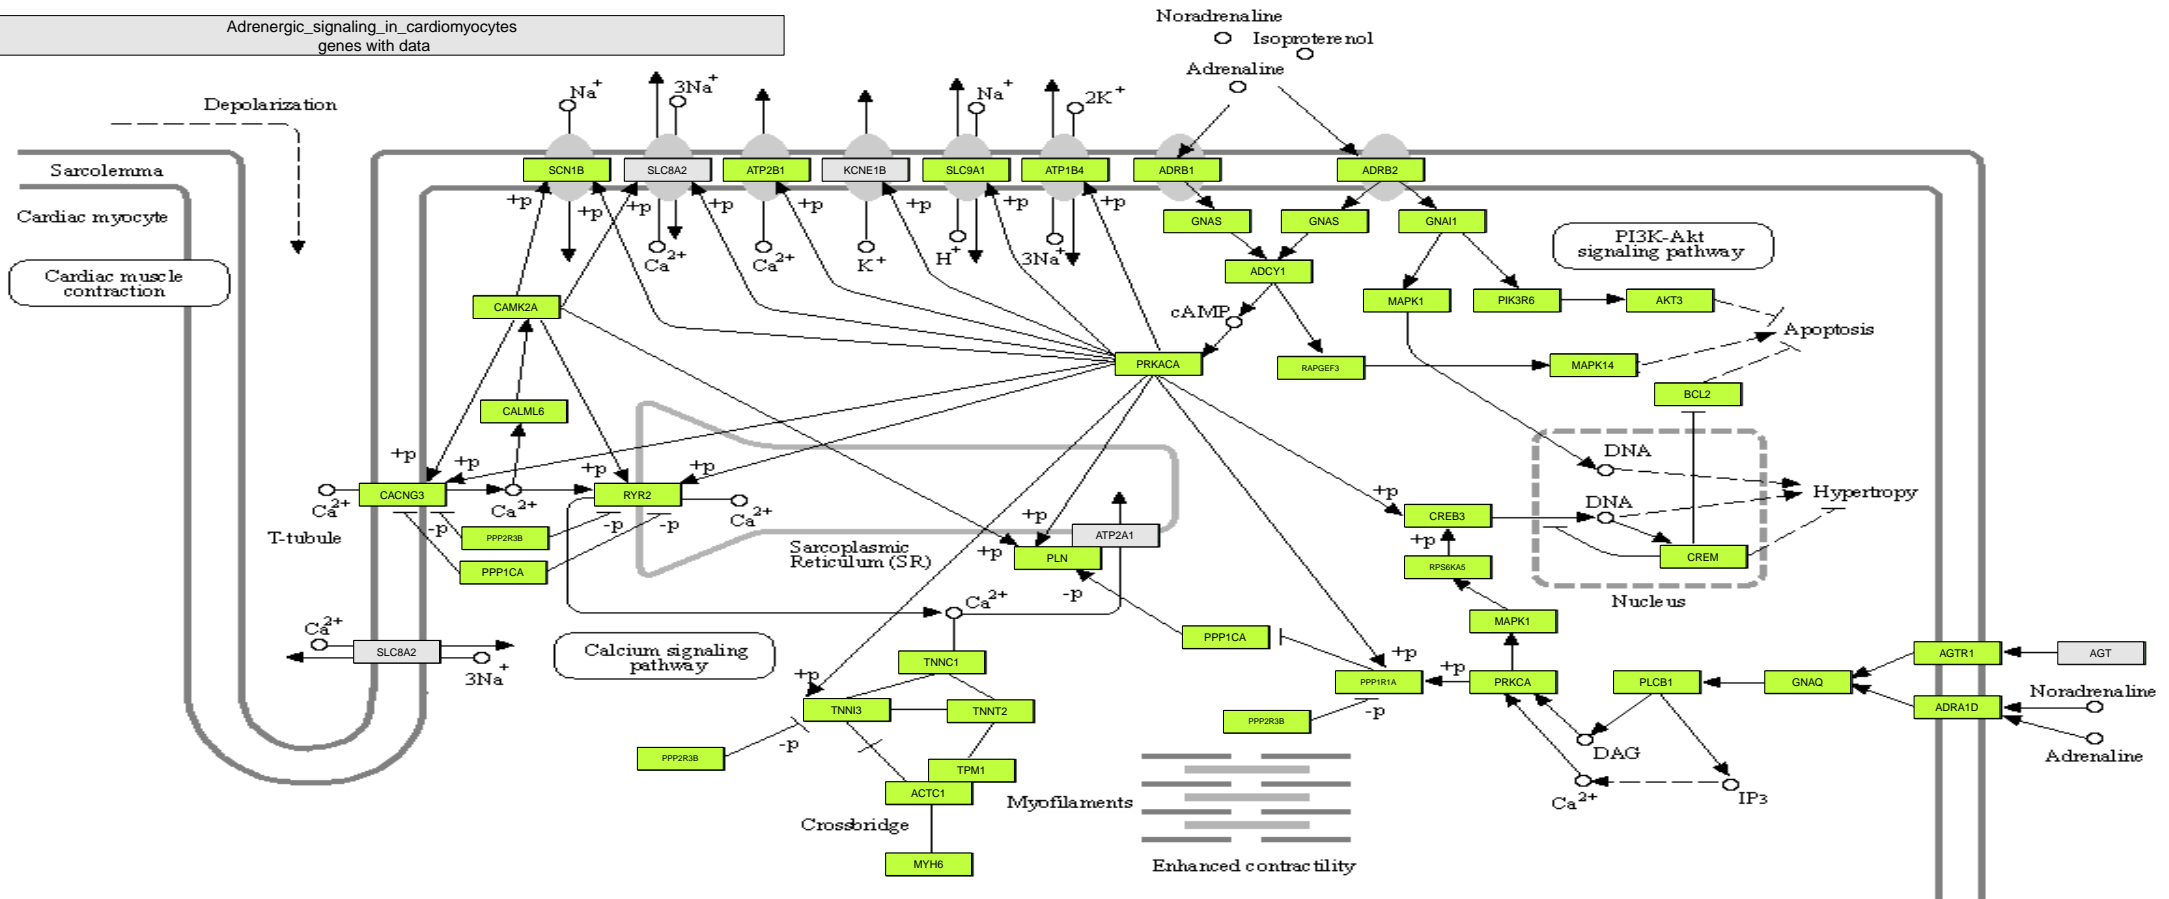 Adrenergic_signaling_in_cardiomyocytes
genes with data
Noradrenaline
Isoproterenol
Adrenaline
Depolarization
Na+
3Na+
Na+
2K+
Sarcolemma
SCN1B
SLC8A2
ATP2B1
KCNE1B
SLC9A1
ATP1B4
ADRB1
ADRB2
+p
+p
+p
+p
+p
+p
+p
+p
Cardiac myocyte
GNAS
GNAS
GNAI1
PI3K-Akt
signaling pathway
Ca2+
Ca2+
K+
H+
3Na+
Cardiac muscle
contraction
ADCY1
CAMK2A
MAPK1
PIK3R6
AKT3
cAMP
Apoptosis
PRKACA
RAPGEF3
MAPK14
BCL2
CALML6
+p
+p
+p
+p
DNA
CACNG3
RYR2
Ca2+
Ca2+
Ca2+
Hypertropy
+p
DNA
-p
-p
-p
T-tubule
PPP2R3B
PPP1CA
+p
ATP2A1
CREB3
+p
PLN
+p
CREM
Sarcoplasmic
Reticulum (SR)
RPS6KA5
-p
Nucleus
Ca2+
MAPK1
Ca2+
SLC8A2
3Na+
Calcium signaling
pathway
PPP1CA
TNNC1
AGTR1
AGT
+p
+p
+p
PPP1R1A
PRKCA
PLCB1
GNAQ
Noradrenaline
TNNI3
TNNT2
PPP2R3B
-p
ADRA1D
PPP2R3B
-p
DAG
Adrenaline
TPM1
ACTC1
Myofilaments
Ca2+
IP3
Crossbridge
MYH6
Enhanced contractility